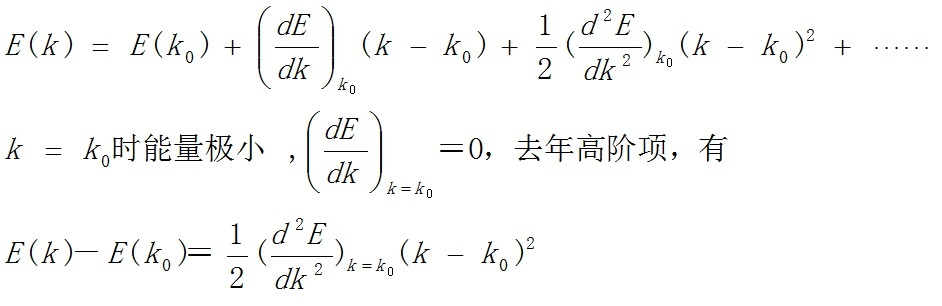 E(k) = E(k₀) + (dE/dk)ₖ₀ (k − k₀) + 1/2 (d²E/dk²)ₖ₀ (k − k₀)² + ……
k = k₀时能量极小 ,(dE/dk)ₖ₌ₖ₀ =0, 去年高阶项, 有
E(k)− E(k₀)= 1/2 (d²E/dk²)ₖ₌ₖ₀ (k − k₀)²